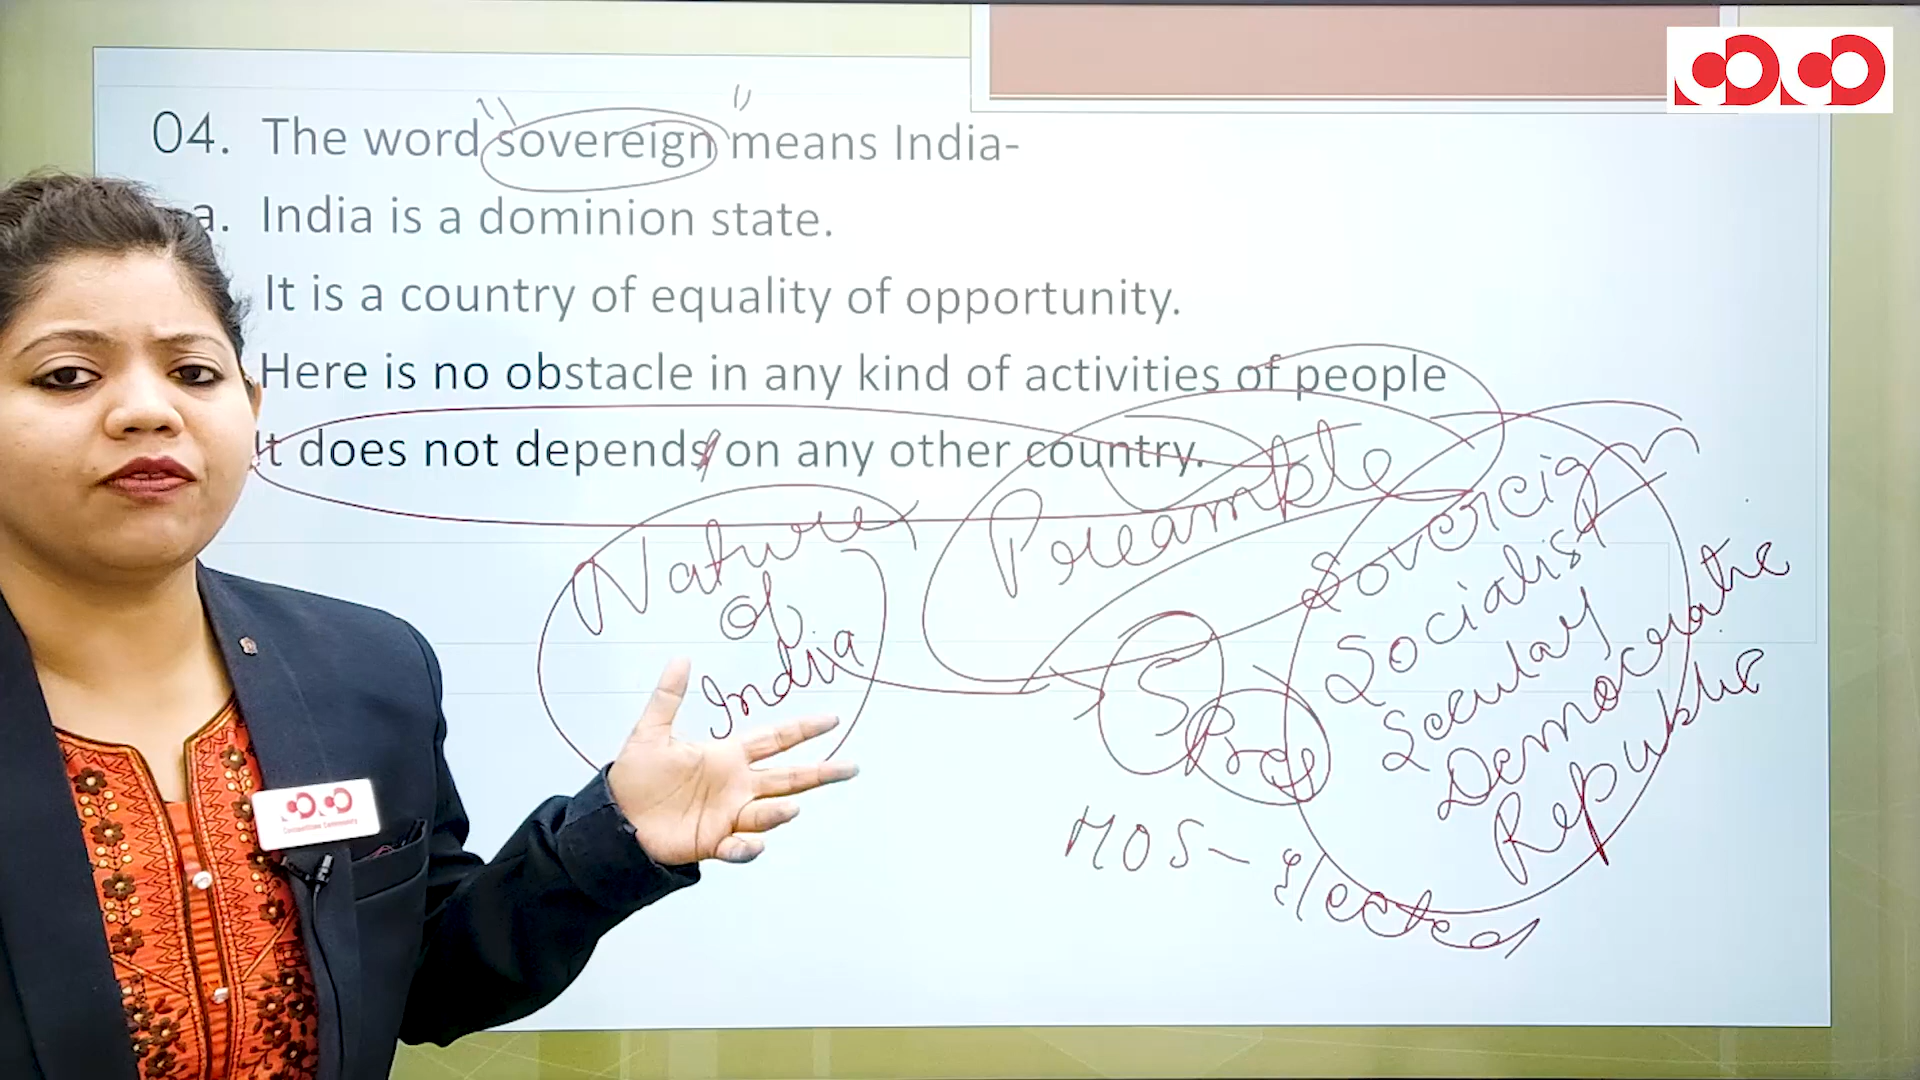 04. The word sovereign means India-
a. India is a dominion state.
It is a country of equality of opportunity.
Here is no obstacle in any kind of activities of people
It does not depends on any other country.
Nature
of
India
Preamble
Sovereign
Socialist
Secular
Democratic
Republic
S
HOS - Elected